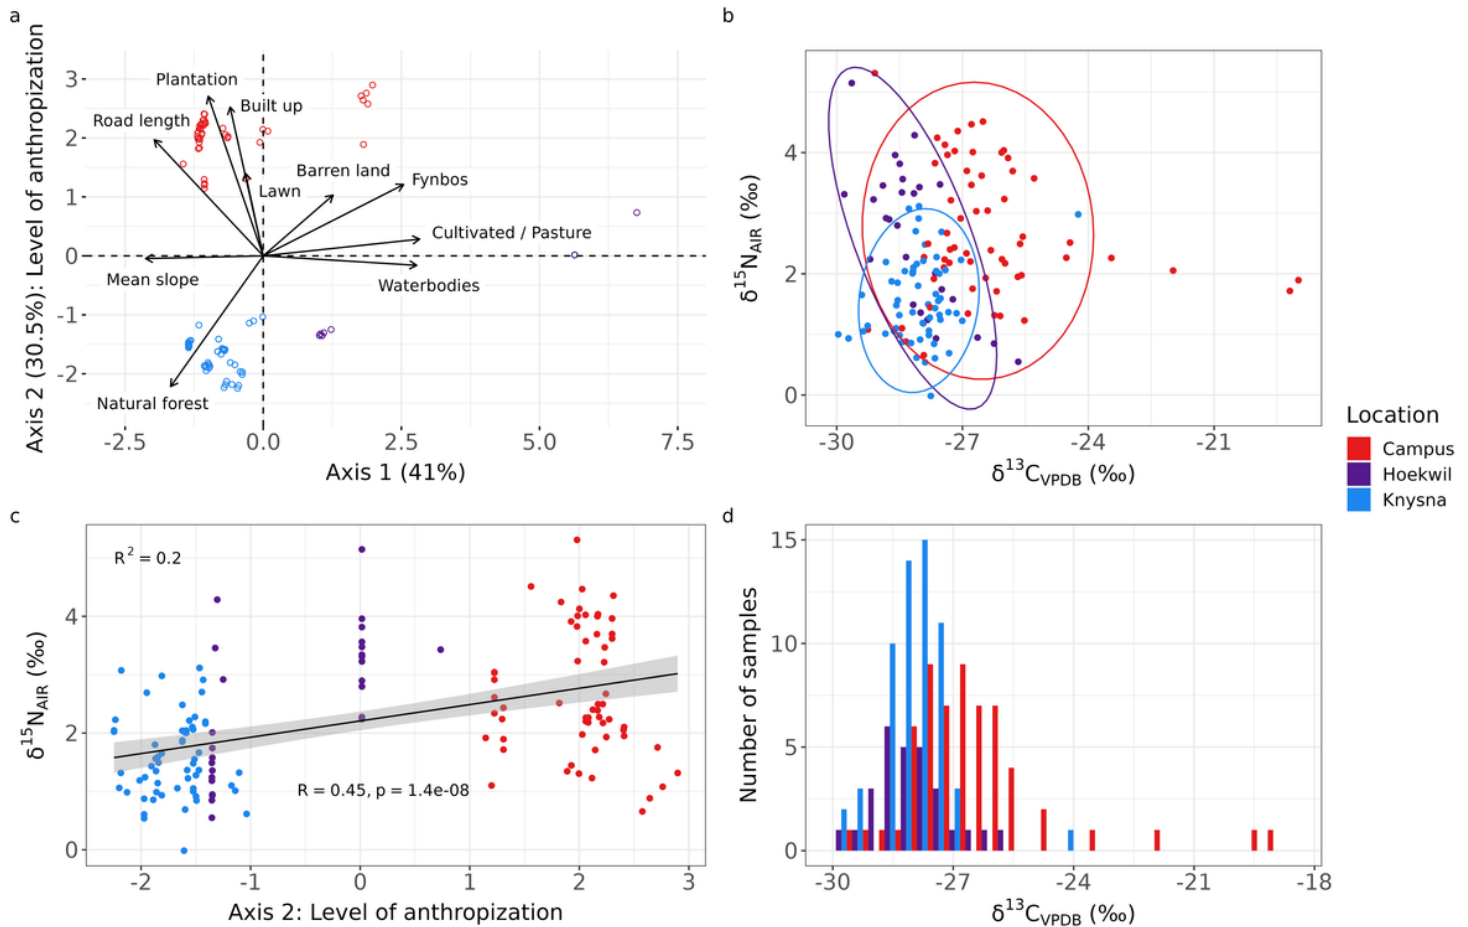 a
Axis 2 (30.5%): Level of anthropization
3
2
1
0
-1
-2
-2.5
0.0
2.5
5.0
7.5
Axis 1 (41%)
Plantation
Built up
Road length
Barren land
Fynbos
Lawn
Cultivated / Pasture
Mean slope
Waterbodies
Natural forest
b
δ¹⁵N_AIR (‰)
4
2
0
-30
-27
-24
-21
δ¹³C_VPDB (‰)
Location
Campus
Hoekwil
Knysna
c
δ¹⁵N_AIR (‰)
4
2
0
R² = 0.2
R = 0.45, p = 1.4e-08
-2
-1
0
1
2
3
Axis 2: Level of anthropization
d
Number of samples
15
10
5
0
-30
-27
-24
-21
-18
δ¹³C_VPDB (‰)